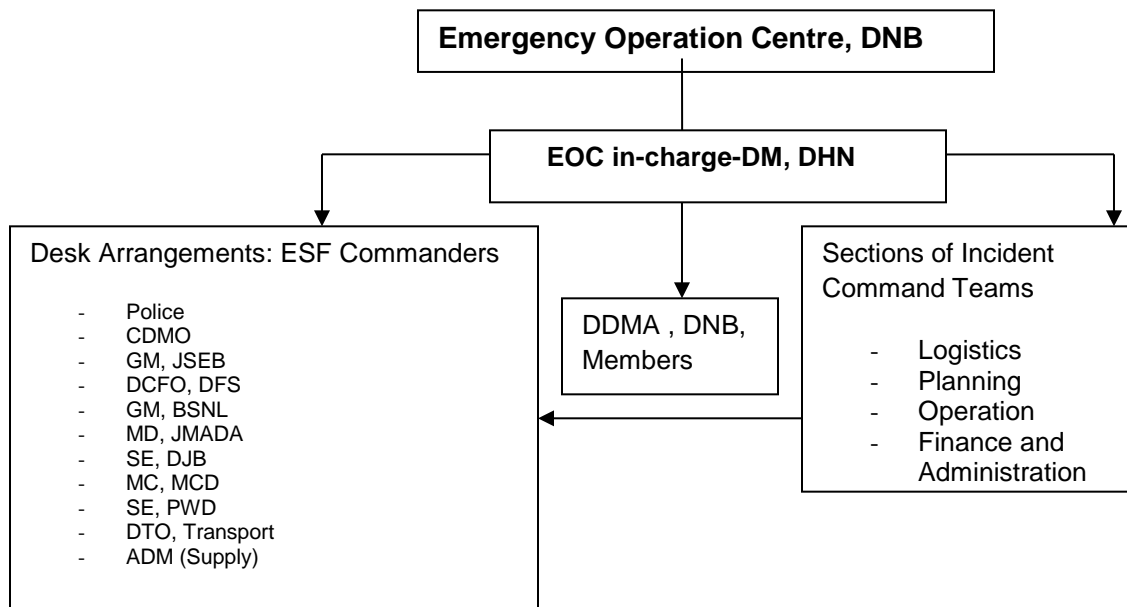 Emergency Operation Centre, DNB
EOC in-charge-DM, DHN
Desk Arrangements: ESF Commanders
- Police
- CDMO
- GM, JSEB
- DCFO, DFS
- GM, BSNL
- MD, JMADA
- SE, DJB
- MC, MCD
- SE, PWD
- DTO, Transport
- ADM (Supply)
DDMA , DNB,
Members
Sections of Incident
Command Teams
- Logistics
- Planning
- Operation
- Finance and
Administration